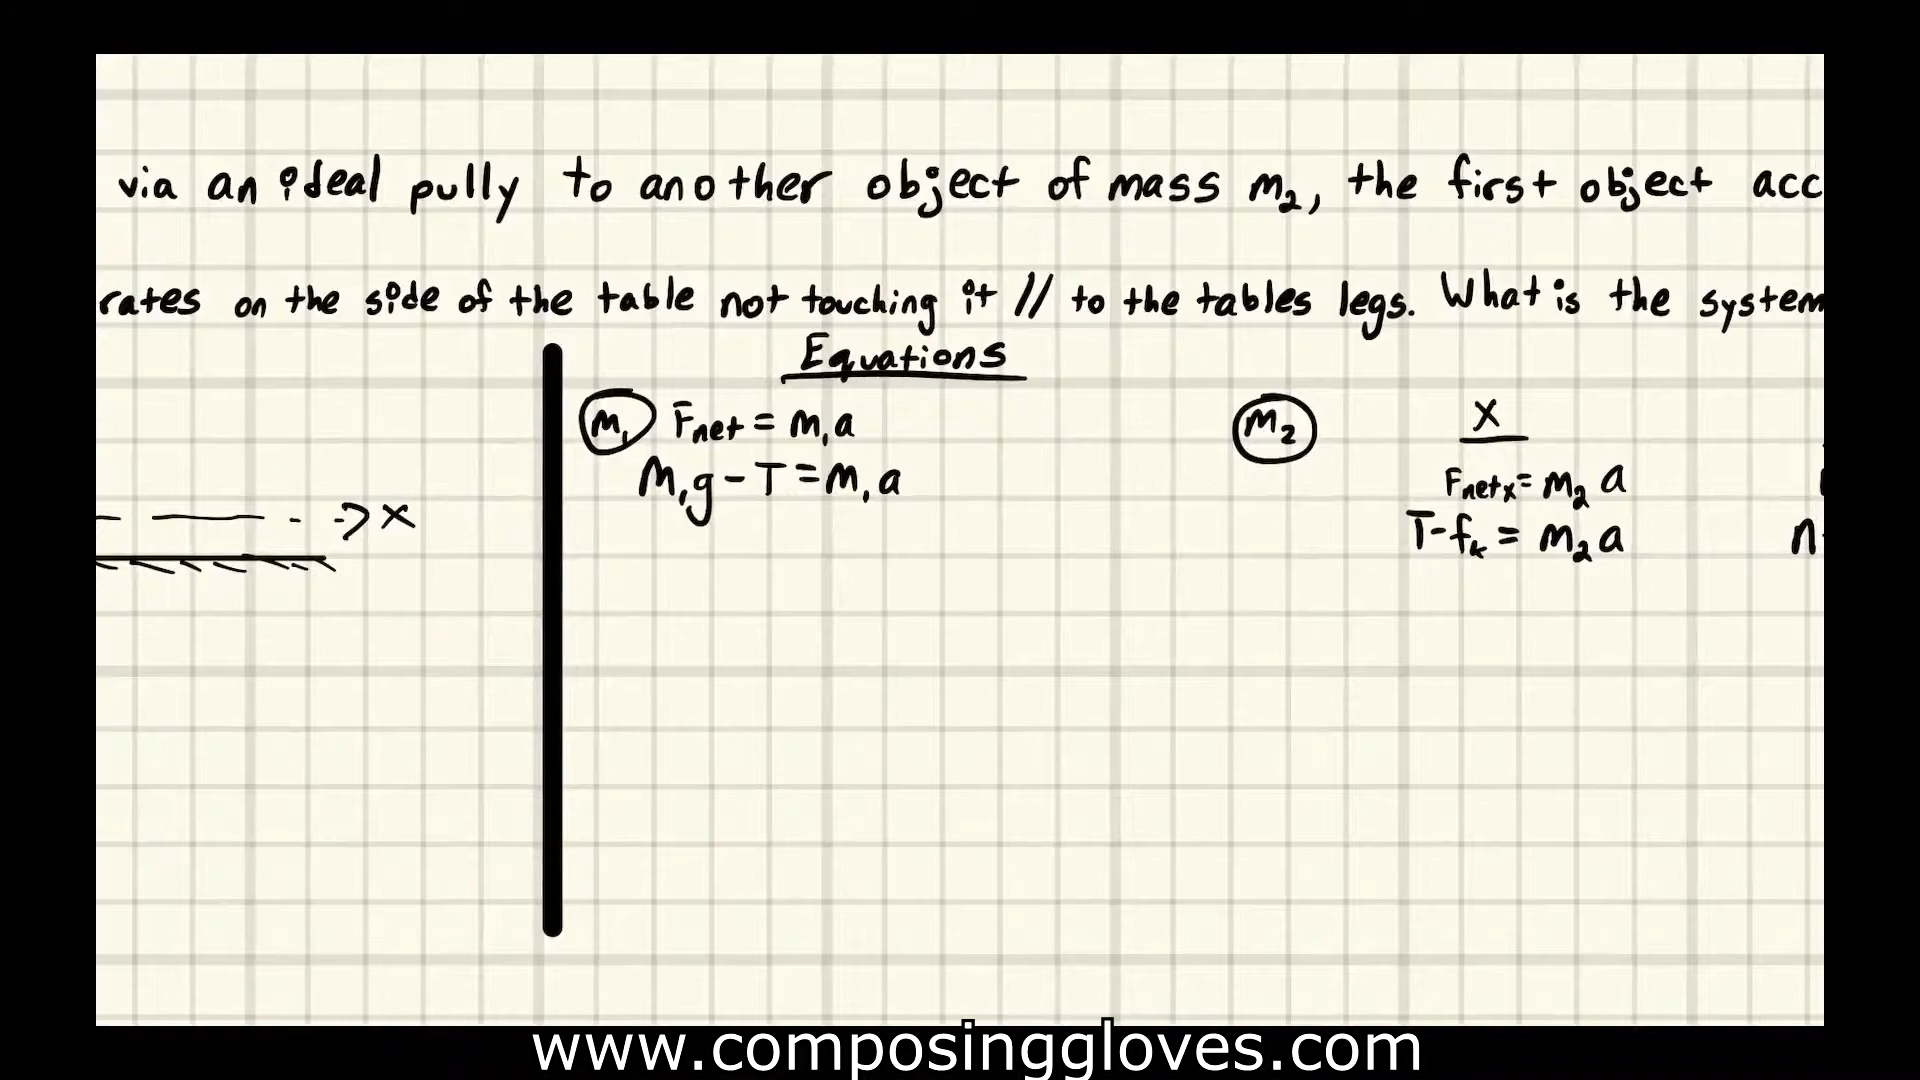 via an ideal pully to another object of mass m₂, the first object acc
rates on the side of the table not touching it // to the tables legs. What is the system
Equations
m₁ Fnet = m₁a
M₁g - T = m₁a
m₂ X
Fnetx = m₂a
T - fₖ = m₂a
n
→ x
www.composinggloves.com